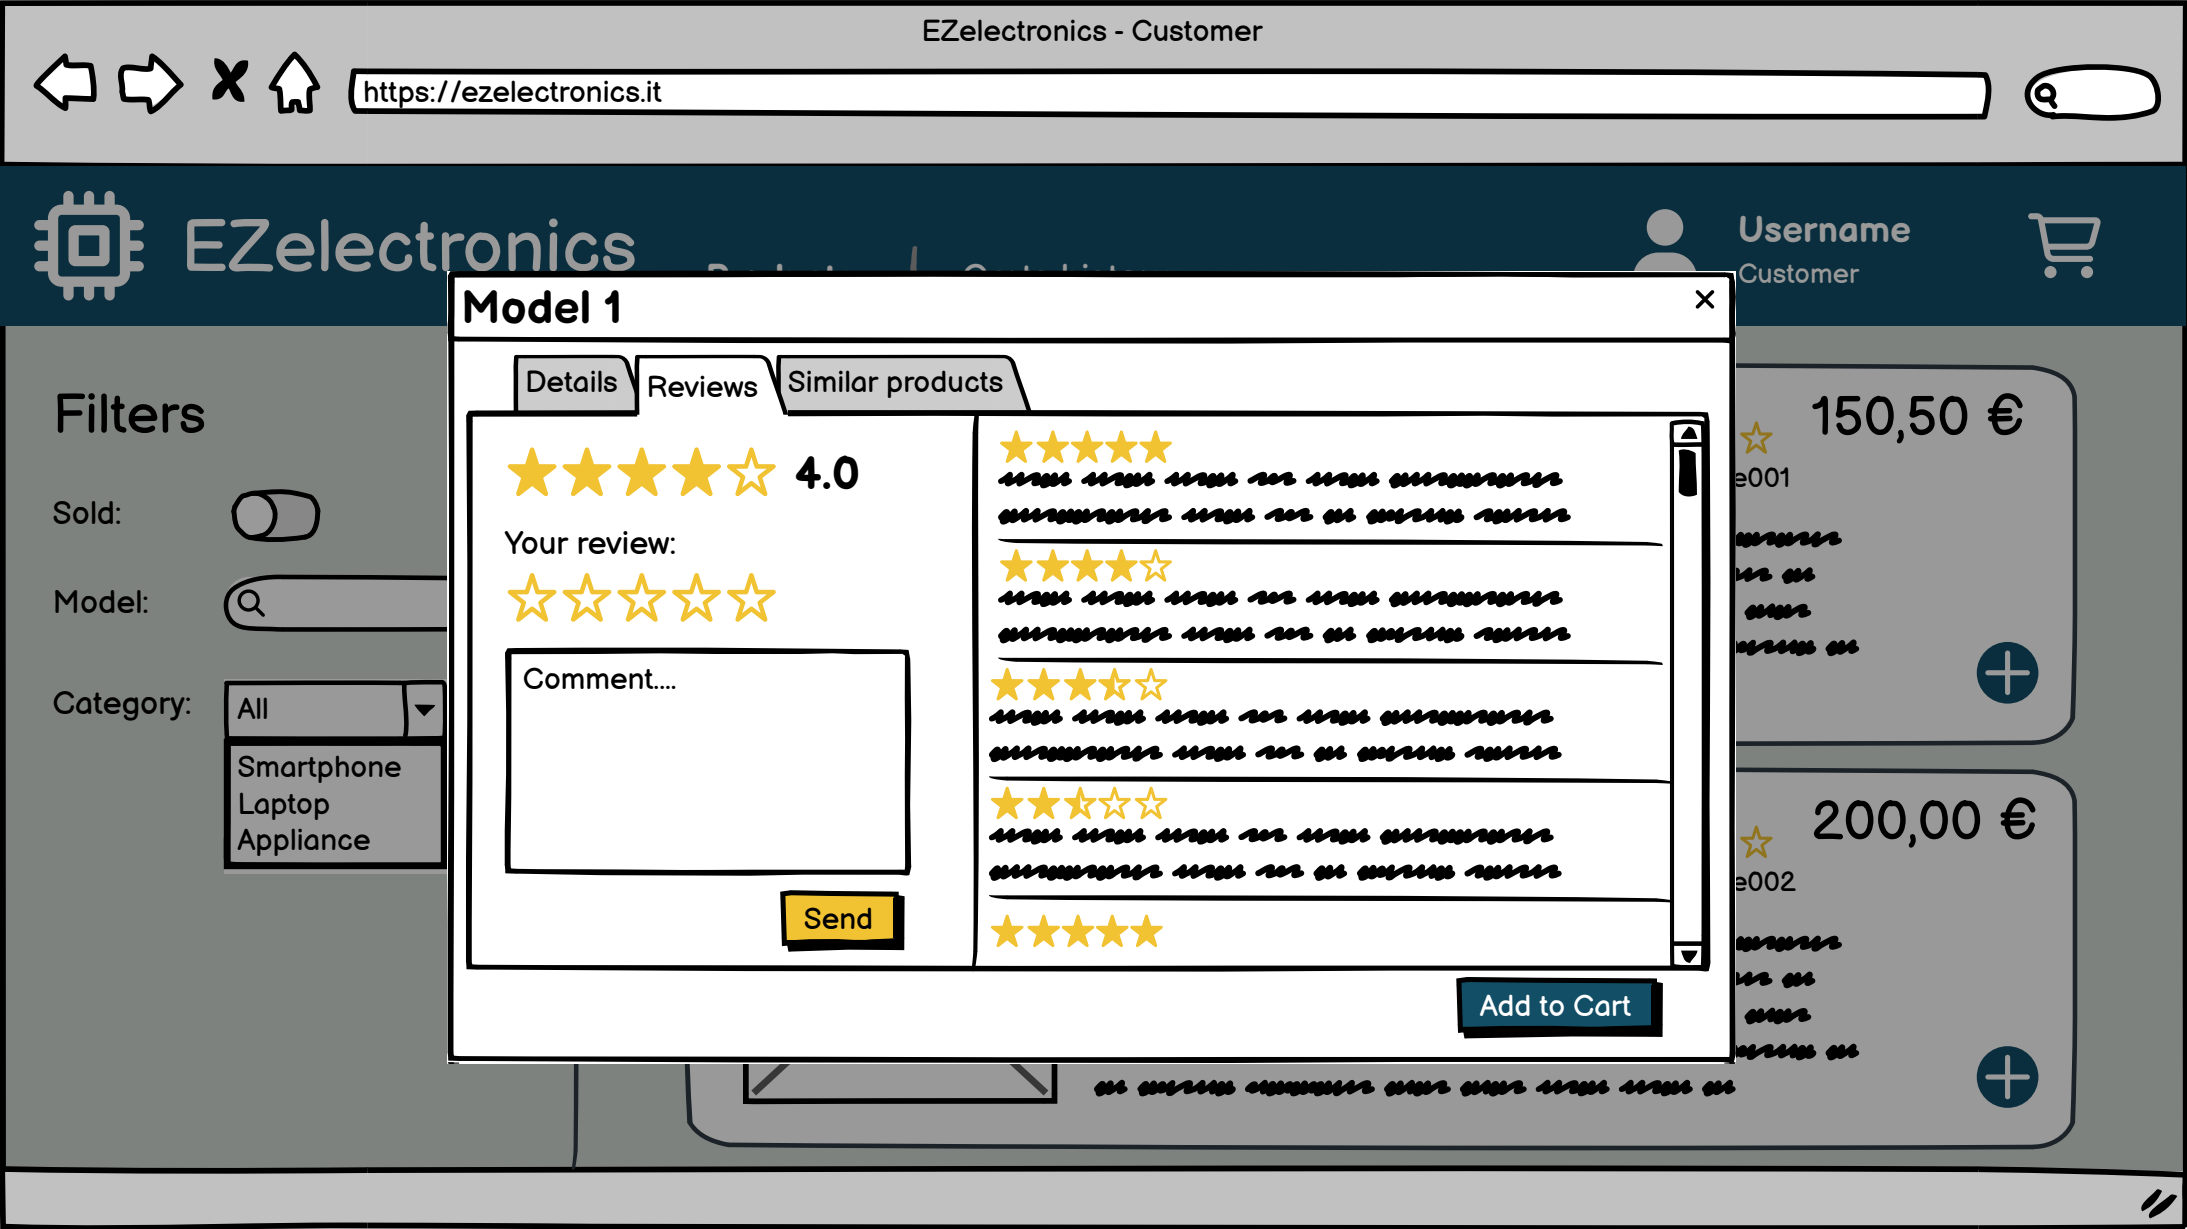 EZelectronics - Customer
https://ezelectronics.it
EZelectronics
Username
Customer
Model 1
Details
Reviews
Similar products
Filters
Sold:
Model:
Category:
All
Smartphone
Laptop
Appliance
4.0
Your review:
Comment....
Send
Add to Cart
150,50 €
e001
200,00 €
e002